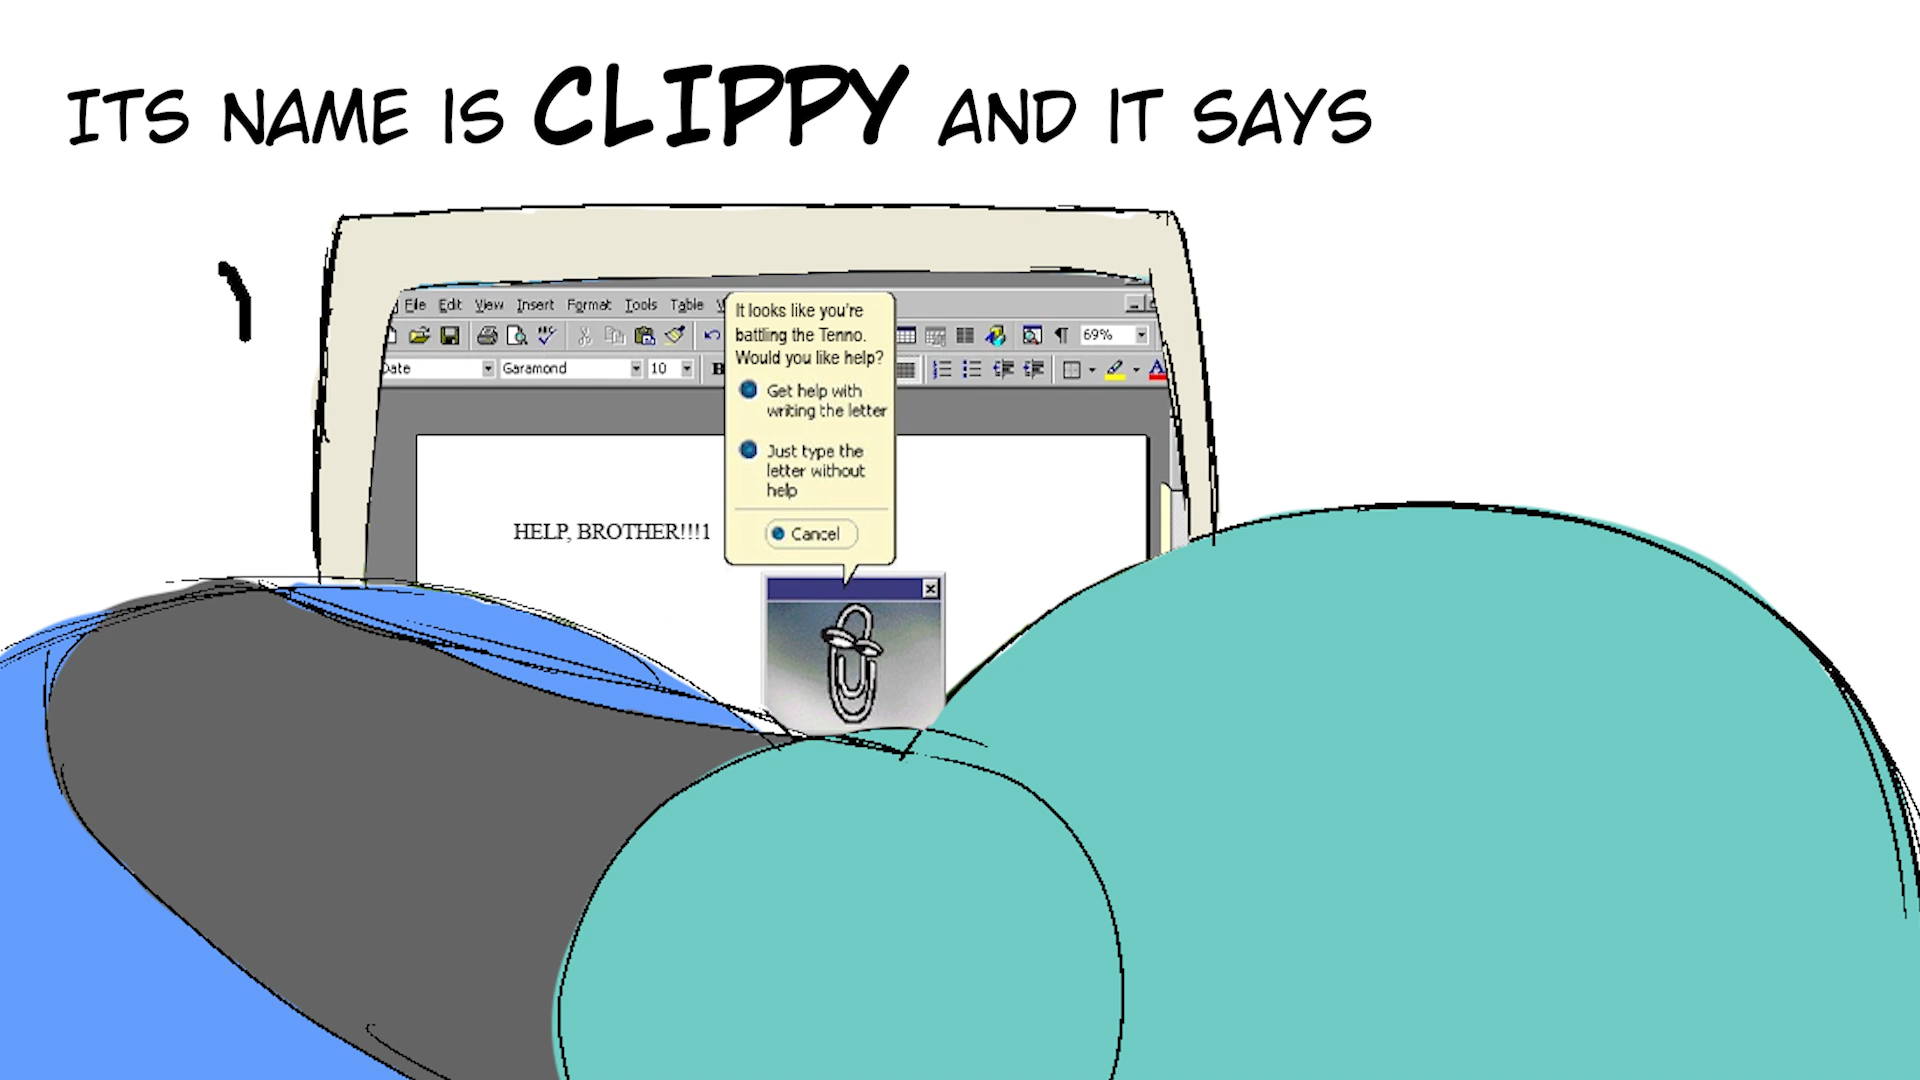 ITS NAME IS CLIPPY AND IT SAYS
File Edit View Insert Format Tools Table
69%
Date Garamond 10 B A
It looks like you're
battling the Tenno.
Would you like help?
Get help with
writing the letter
Just type the
letter without
help
Cancel
HELP, BROTHER!!!1